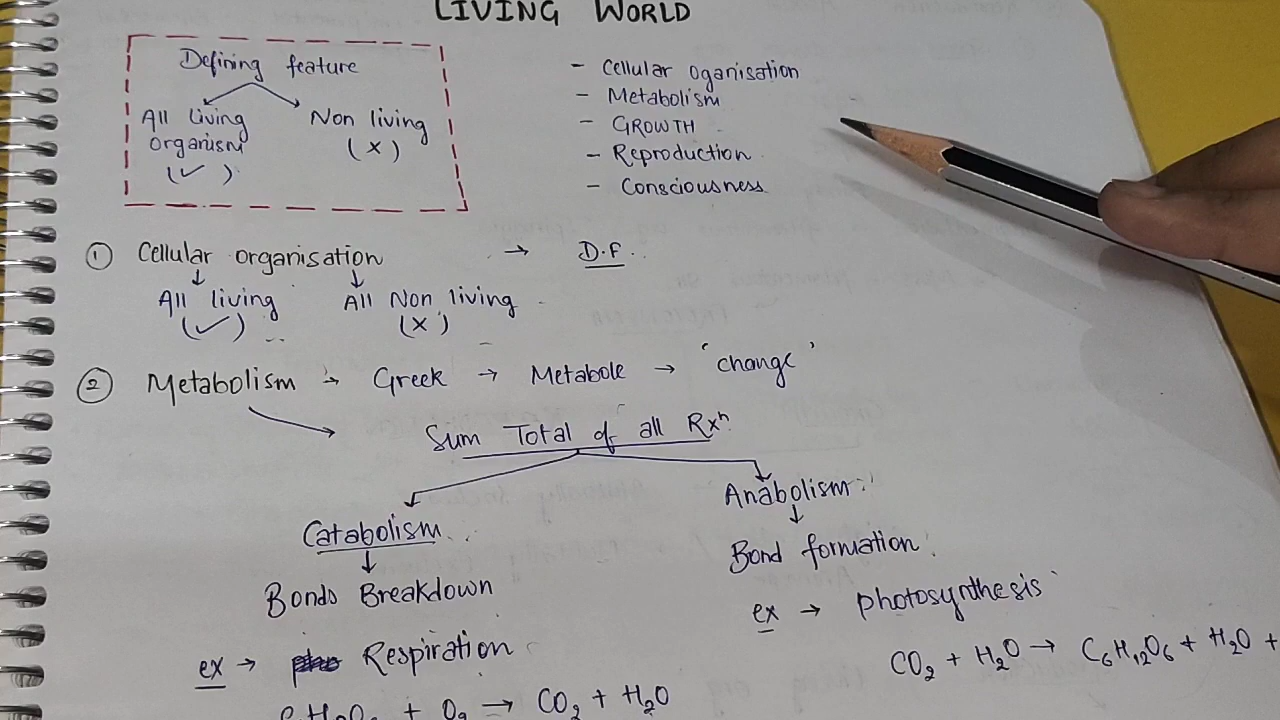 LIVING WORLD
Defining feature
All Living organism (✓)
Non living (×)
- Cellular Oganisation
- Metabolism
- GROWTH
- Reproduction
- Consciousness
① Cellular organisation → D.F.
↓ ↓
All living All Non living
(✓) (×)
② Metabolism → Greek → Metabole → 'change'
Sum Total of all Rxⁿ
Catabolism
↓
Bonds Breakdown
ex → Respiration
+ O₂ → CO₂ + H₂O
Anabolism
↓
Bond formation
ex → photosynthesis
CO₂ + H₂O → C₆H₁₂O₆ + H₂O +